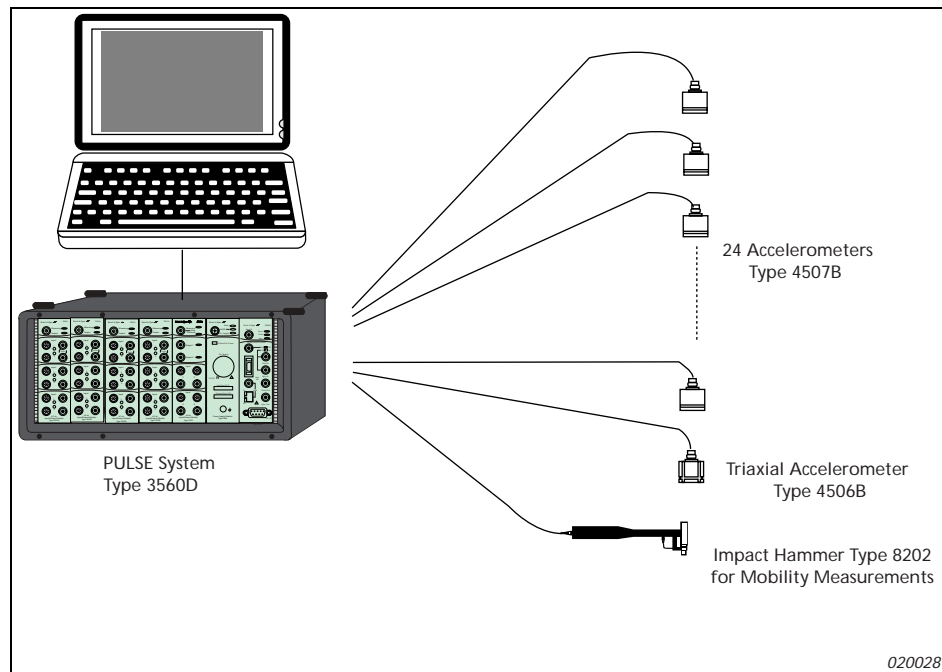 24 Accelerometers
Type 4507B
PULSE System
Type 3560D
Triaxial Accelerometer
Type 4506B
Impact Hammer Type 8202
for Mobility Measurements
020028